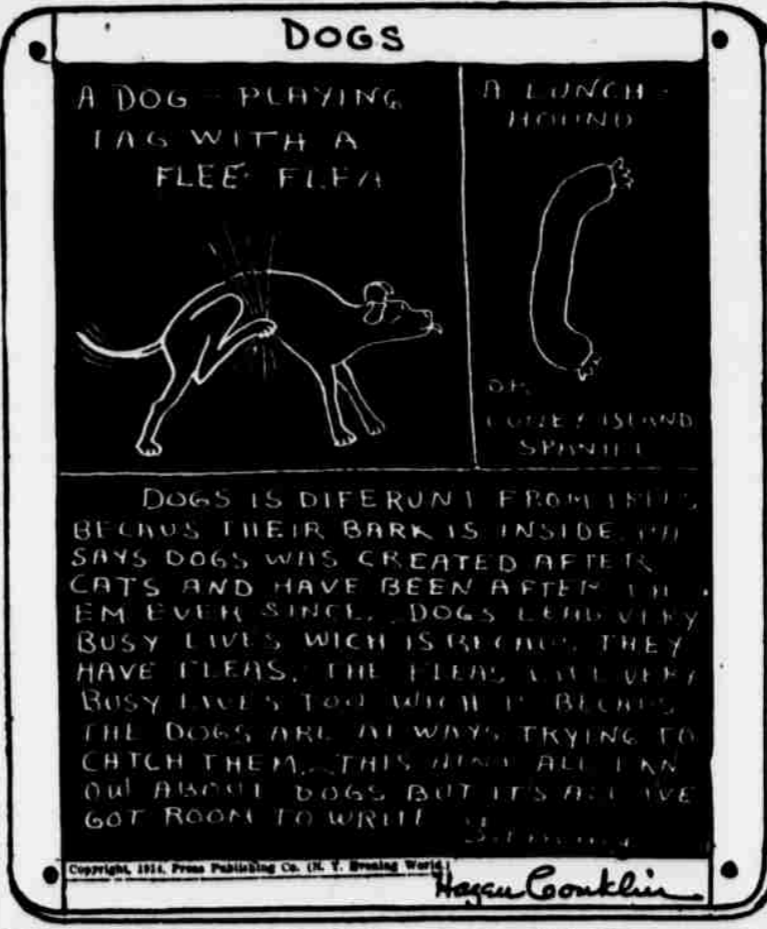 DOGS
A DOG - PLAYING
TAG WITH A
FLEE FLEA
A LUNCH-
HOUND
OR
CONEY ISLAND
SPANIEL
DOGS IS DIFERUNT FROM TREES
BECAUS THEIR BARK IS INSIDE. PA
SAYS DOGS WAS CREATED AFTER
CATS AND HAVE BEEN AFTER TH
EM EVER SINCE. DOGS LEAD VERY
BUSY LIVES WICH IS BECAUS THEY
HAVE FLEAS. THE FLEAS VERY
BUSY LIVES TOO WICH IS BECAUS
THE DOGS ARE ALWAYS TRYING TO
CATCH THEM. THIS AINT ALL I KN
OW ABOUT DOGS BUT IT'S ALL IVE
GOT ROOM TO WRITE
Copyright, 1914, Press Publishing Co. (N. Y. Evening World.)
Hazen Conklin